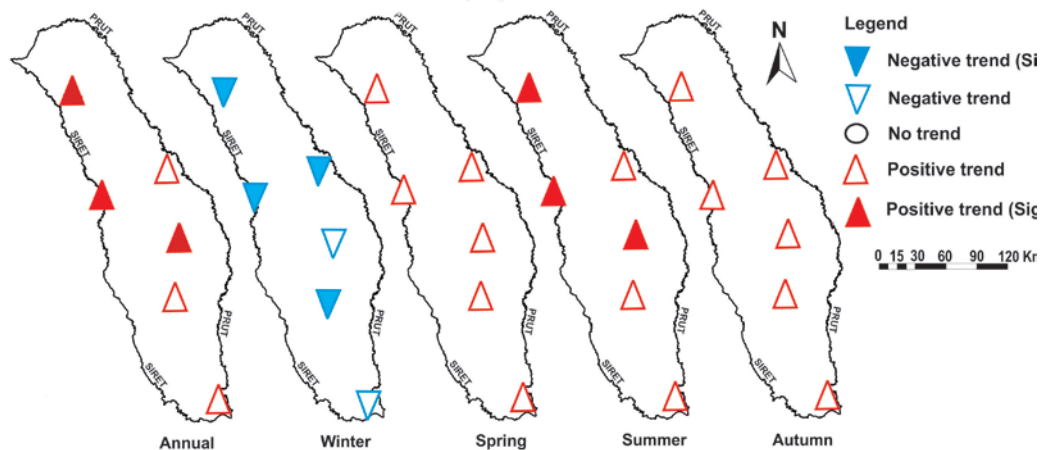 PRUT
PRUT
PRUT
PRUT
PRUT
N
Legend
Negative trend (Si
Negative trend
No trend
Positive trend
Positive trend (Sig
SIRET
SIRET
SIRET
SIRET
SIRET
0 15 30 60 90 120 Km
PRUT
PRUT
PRUT
PRUT
PRUT
SIRET
SIRET
SIRET
SIRET
SIRET
Annual
Winter
Spring
Summer
Autumn